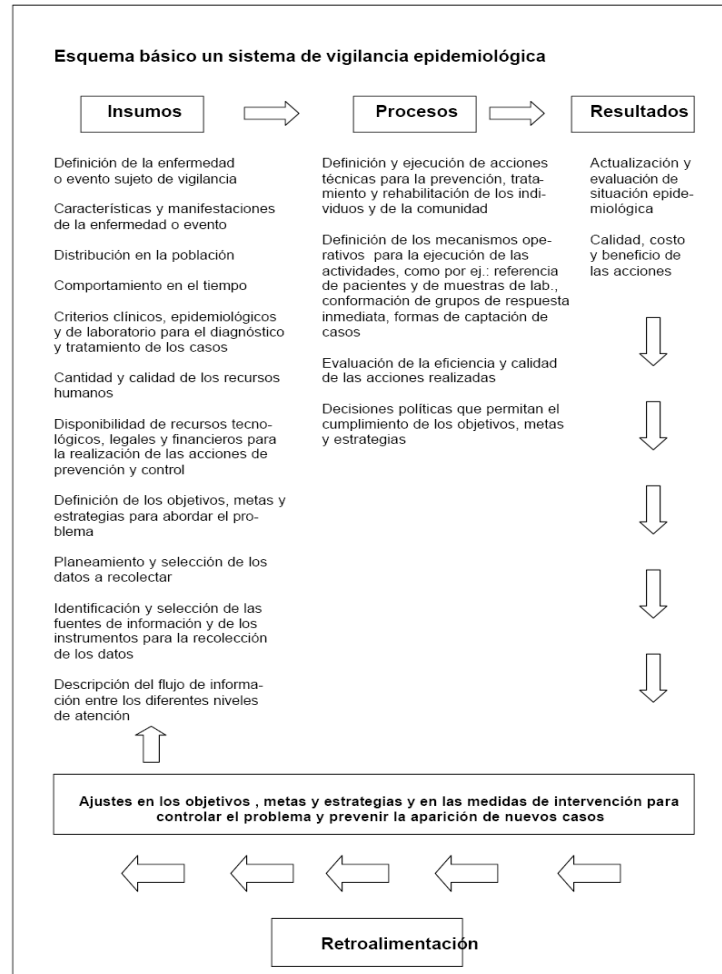 Esquema básico un sistema de vigilancia epidemiológica
Insumos
Procesos
Resultados
Definición de la enfermedad
o evento sujeto de vigilancia
Características y manifestaciones
de la enfermedad o evento
Distribución en la población
Comportamiento en el tiempo
Criterios clínicos, epidemiológicos
y de laboratorio para el diagnóstico
y tratamiento de los casos
Cantidad y calidad de los recursos
humanos
Disponibilidad de recursos tecno-
lógicos, legales y financieros para
la realización de las acciones de
prevención y control
Definición de los objetivos, metas y
estrategias para abordar el pro-
blema
Planeamiento y selección de los
datos a recolectar
Identificación y selección de las
fuentes de información y de los
instrumentos para la recolección
de los datos
Descripción del flujo de informa-
ción entre los diferentes niveles
de atención
Definición y ejecución de acciones
técnicas para la prevención, trata-
miento y rehabilitación de los indi-
viduos y de la comunidad
Definición de los mecanismos ope-
rativos para la ejecución de las
actividades, como por ej.: referencia
de pacientes y de muestras de lab.,
conformación de grupos de respuesta
inmediata, formas de captación de
casos
Evaluación de la eficiencia y calidad
de las acciones realizadas
Decisiones políticas que permitan el
cumplimiento de los objetivos, metas
y estrategias
Actualización y
evaluación de
situación epide-
miológica
Calidad, costo
y beneficio de
las acciones
Ajustes en los objetivos , metas y estrategias y en las medidas de intervención para
controlar el problema y prevenir la aparición de nuevos casos
Retroalimentación